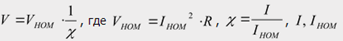 V = V_НОМ · 1/χ, где V_НОМ = I_НОМ² · R, χ = I/I_НОМ, I, I_НОМ